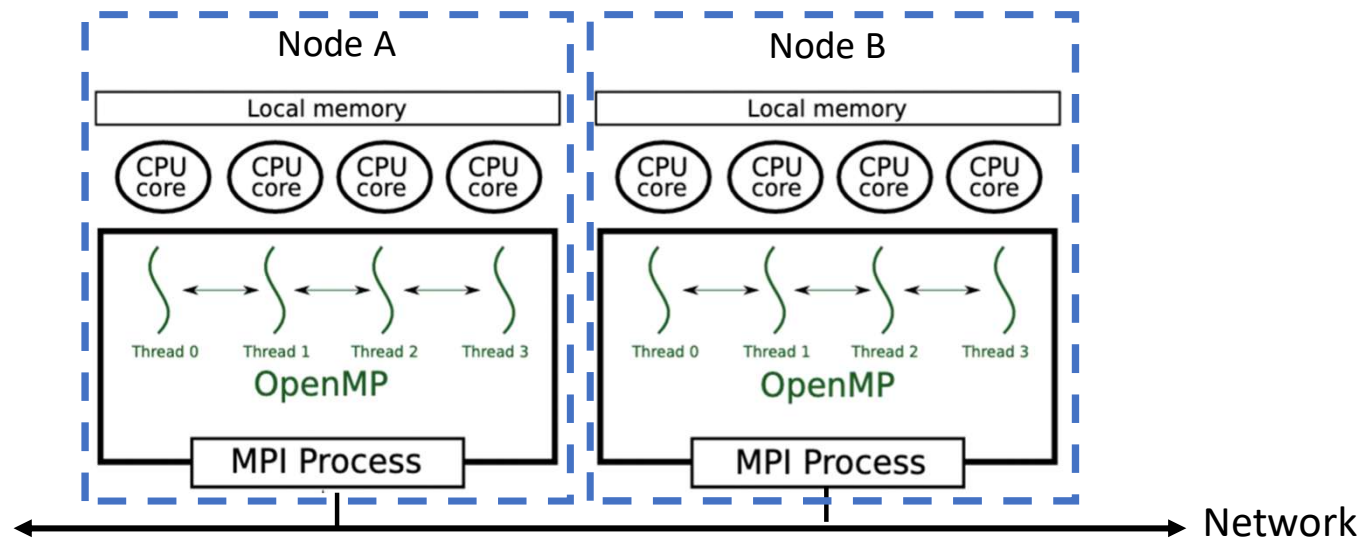 Node A
Local memory
CPU core
CPU core
CPU core
CPU core
Thread 0
Thread 1
Thread 2
Thread 3
OpenMP
MPI Process
Node B
Local memory
CPU core
CPU core
CPU core
CPU core
Thread 0
Thread 1
Thread 2
Thread 3
OpenMP
MPI Process
Network